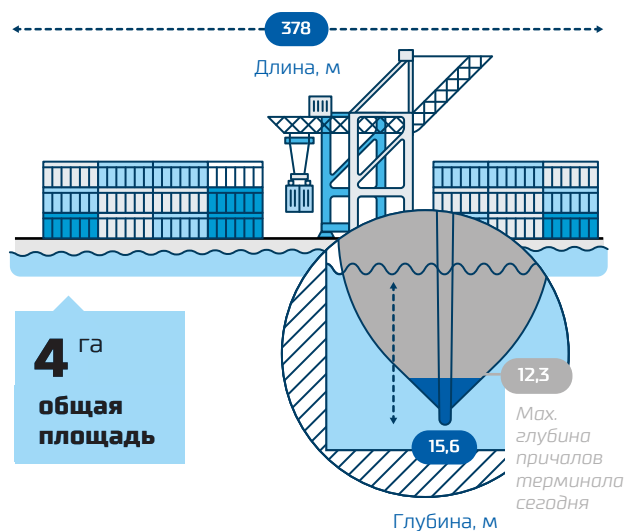 378
Длина, м
4 га
общая
площадь
12,3
Max.
глубина
причалов
терминала
сегодня
15,6
Глубина, м